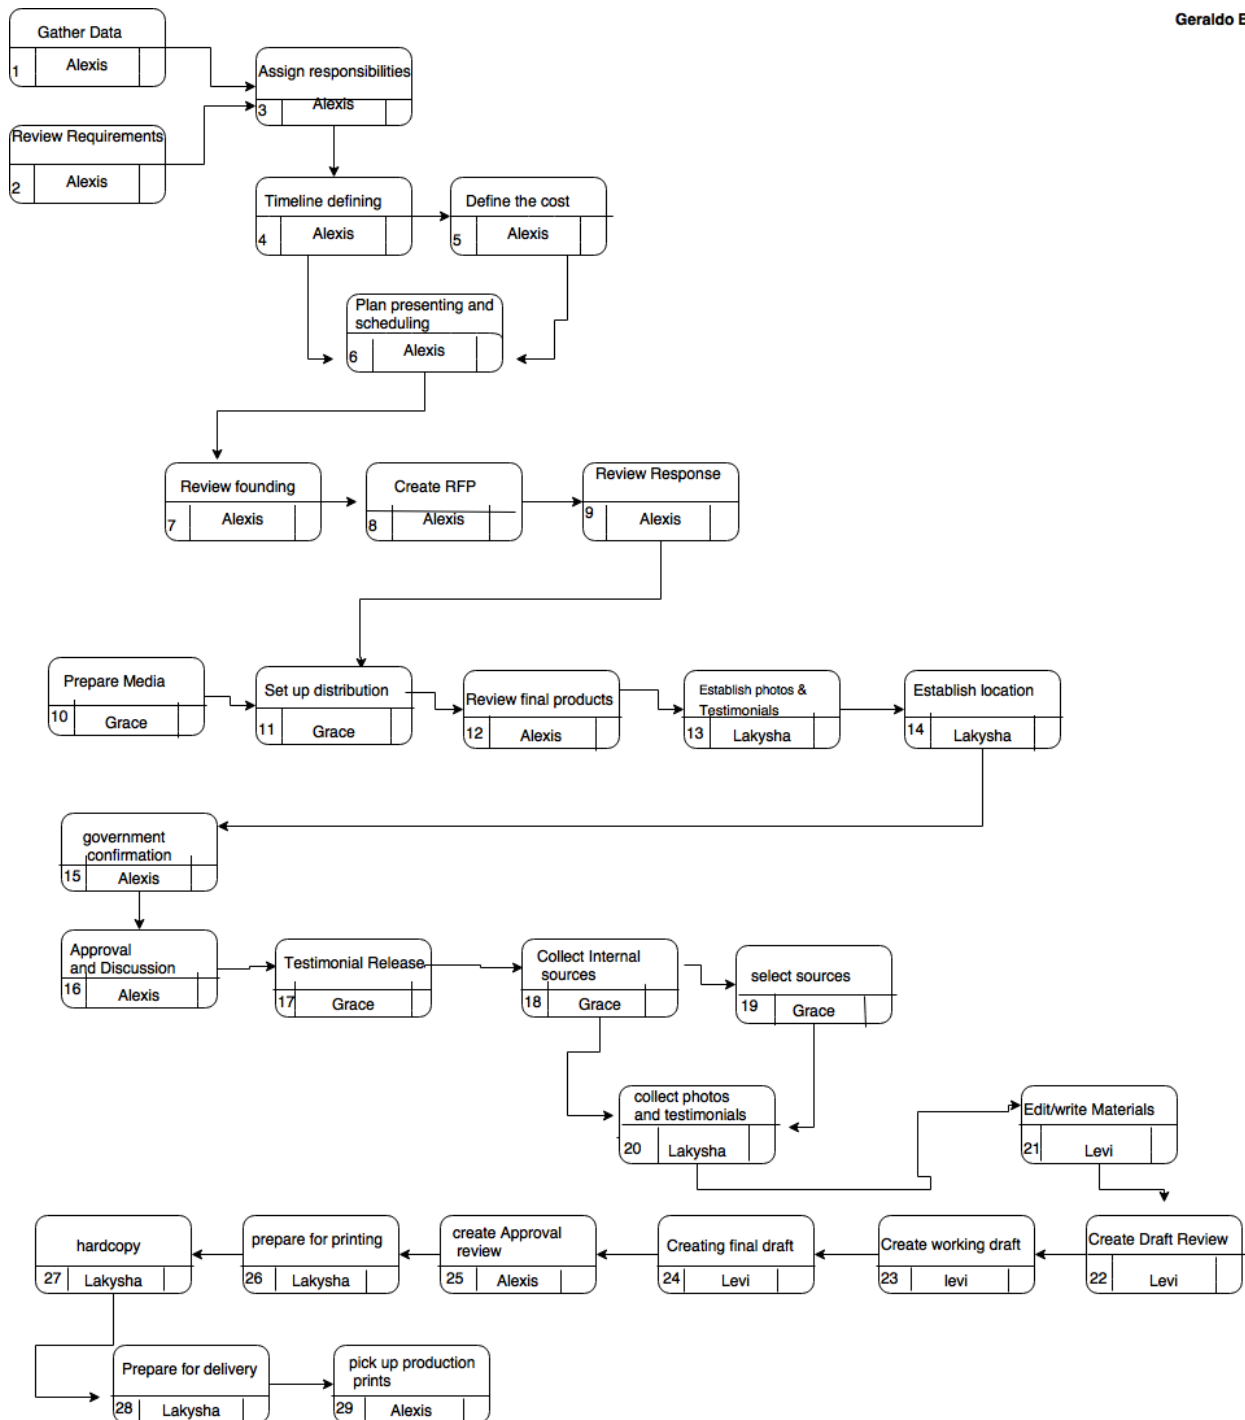 Geraldo E
Gather Data
1 Alexis
Review Requirements
2 Alexis
Assign responsibilities
3 Alexis
Timeline defining
4 Alexis
Define the cost
5 Alexis
Plan presenting and
scheduling
6 Alexis
Review founding
7 Alexis
Create RFP
8 Alexis
Review Response
9 Alexis
Prepare Media
10 Grace
Set up distribution
11 Grace
Review final products
12 Alexis
Establish photos &
Testimonials
13 Lakysha
Establish location
14 Lakysha
government
confirmation
15 Alexis
Approval
and Discussion
16 Alexis
Testimonial Release
17 Grace
Collect Internal
sources
18 Grace
select sources
19 Grace
collect photos
and testimonials
20 Lakysha
Edit/write Materials
21 Levi
Create Draft Review
22 Levi
Create working draft
23 levi
Creating final draft
24 Levi
create Approval
review
25 Alexis
prepare for printing
26 Lakysha
hardcopy
27 Lakysha
Prepare for delivery
28 Lakysha
pick up production
prints
29 Alexis